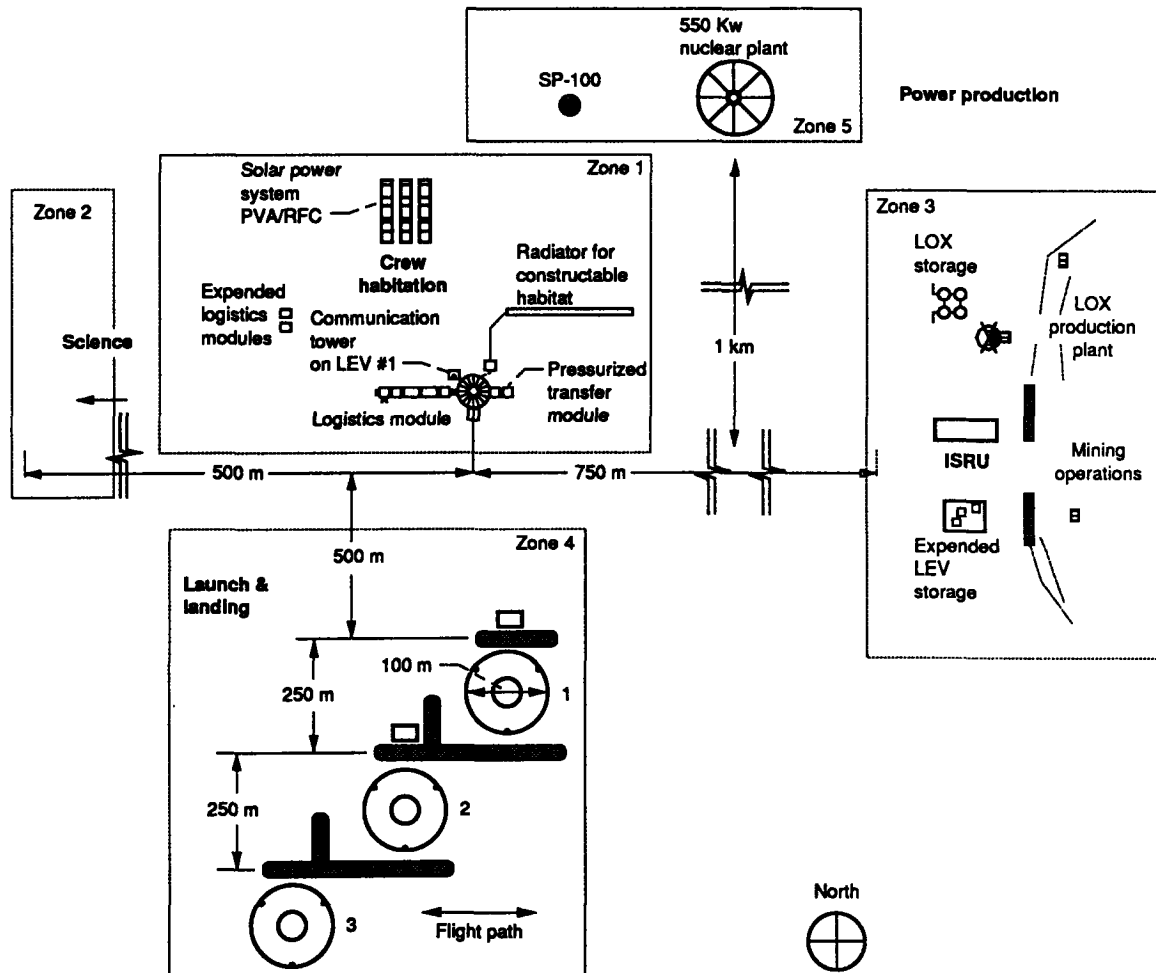 550 Kw
nuclear plant
SP-100
Zone 5
Power production
Zone 1
Solar power
system
PVA/RFC
Crew
habitation
Radiator for
constructable
habitat
Expended
logistics
modules
Communication
tower
on LEV #1
Pressurized
transfer
module
Logistics module
Zone 2
Science
1 km
500 m
750 m
Zone 3
LOX
storage
LOX
production
plant
ISRU
Mining
operations
Expended
LEV
storage
Zone 4
500 m
Launch &
landing
100 m
250 m
1
250 m
2
3
Flight path
North